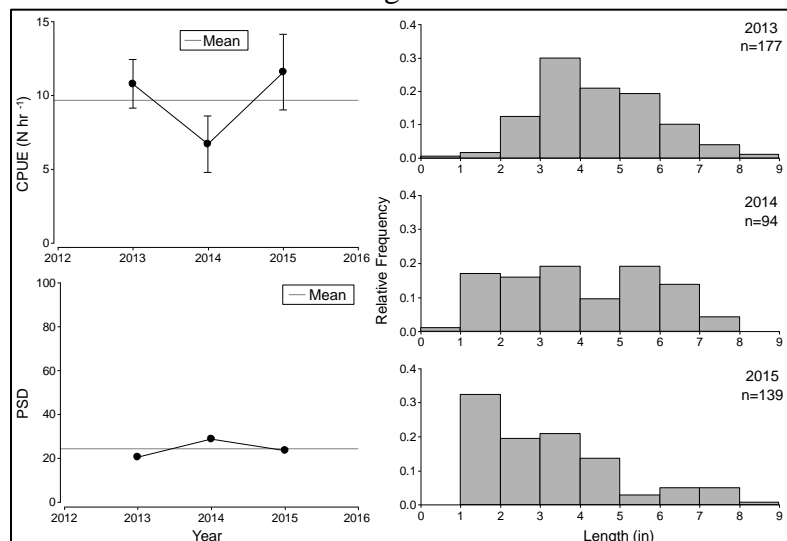 Mean
CPUE (N hr -1)
15
10
5
0
2012 2013 2014 2015 2016
Mean
PSD
100
80
60
40
20
0
2012 2013 2014 2015 2016
Year
Relative Frequency
2013
n=177
0.4
0.3
0.2
0.1
0.0
0 1 2 3 4 5 6 7 8 9
2014
n=94
0.4
0.3
0.2
0.1
0.0
0 1 2 3 4 5 6 7 8 9
2015
n=139
0.4
0.3
0.2
0.1
0.0
0 1 2 3 4 5 6 7 8 9
Length (in)